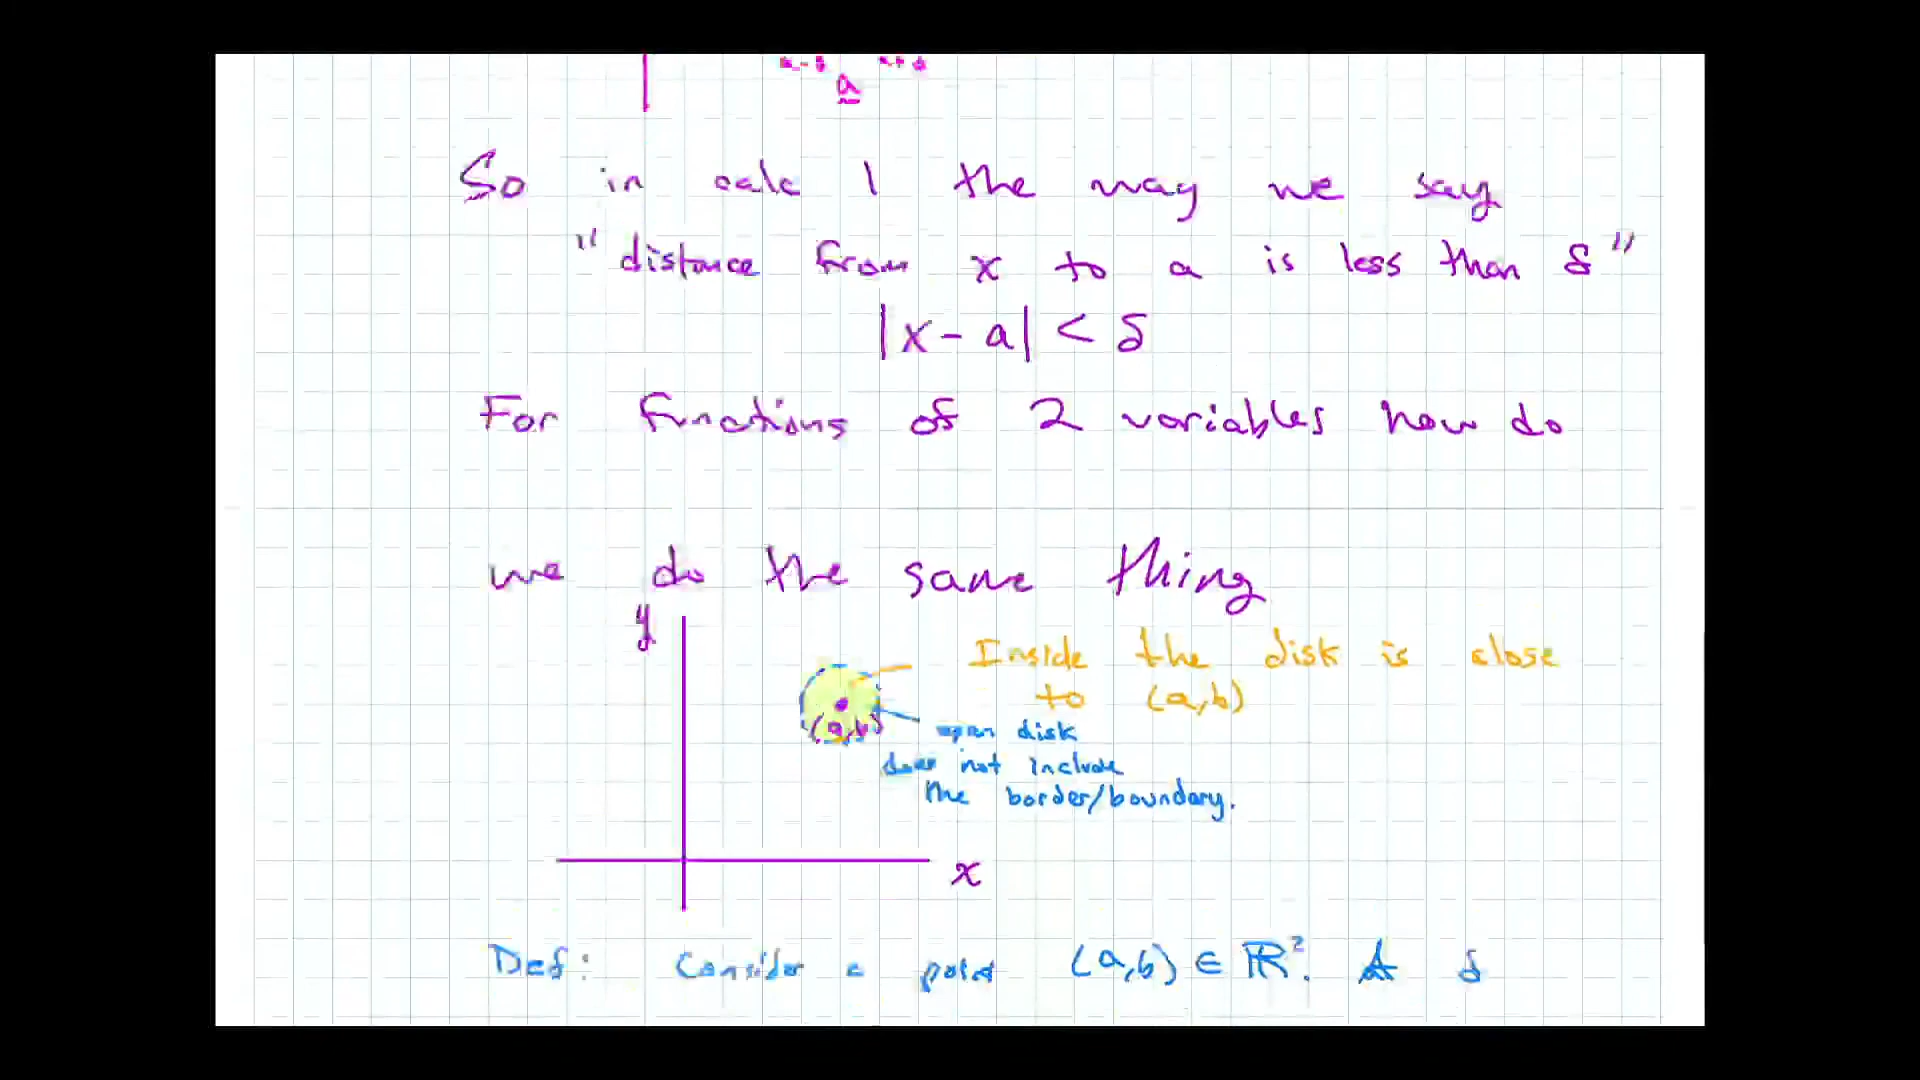 a-δ a+δ
a
So in calc 1 the way we say
"distance from x to a is less than δ"
|x-a| < δ
For functions of 2 variables how do
we do the same thing
y
Inside the disk is close
to (a,b)
(a,b)
open disk
does not include
the border/boundary.
x
Def: Consider a point (a,b) ∈ ℝ². A δ